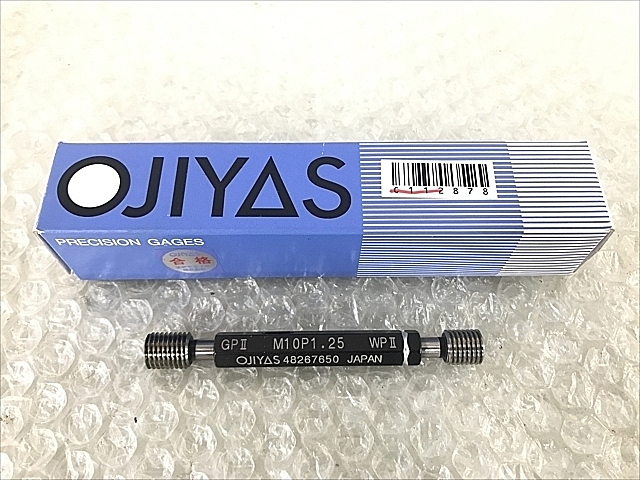 OJIYAS
PRECISION GAGES
C112878
合格
GPⅡ M10P1.25 WPⅡ
OJIYAS 48267650 JAPAN